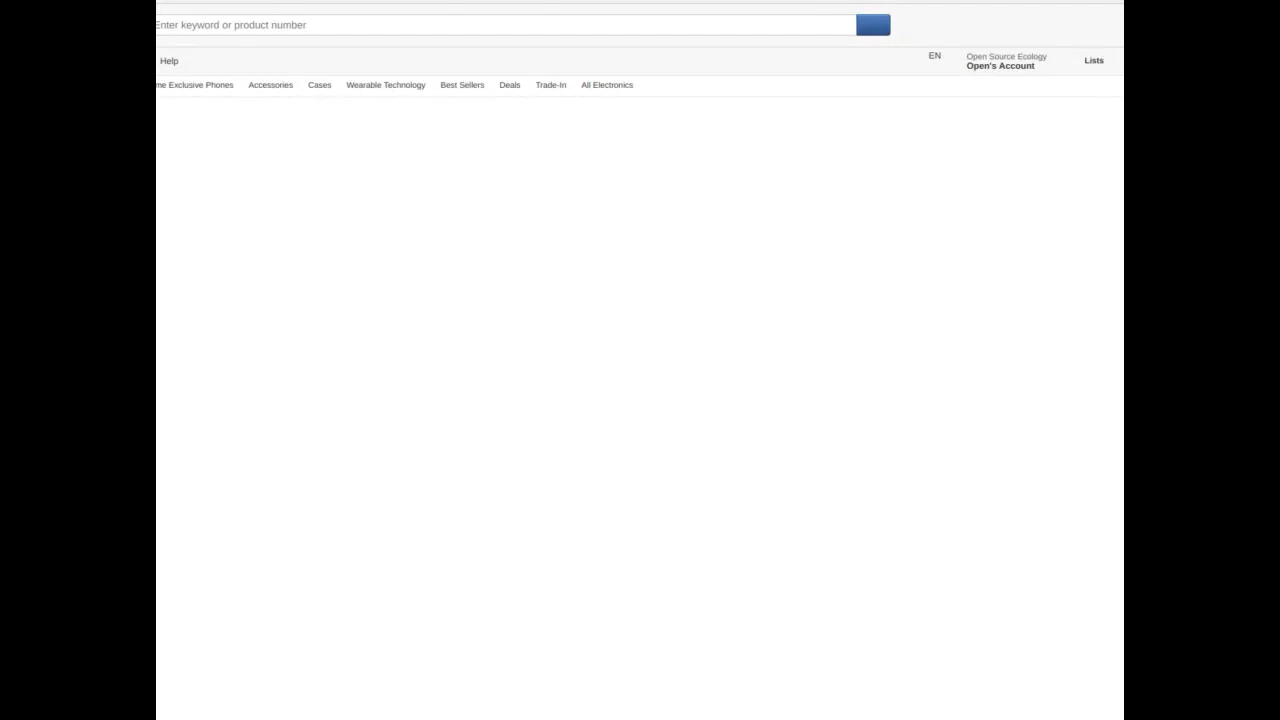 Enter keyword or product number
Help
EN
Open Source Ecology
Open's Account
Lists
me Exclusive Phones Accessories Cases Wearable Technology Best Sellers Deals Trade-In All Electronics